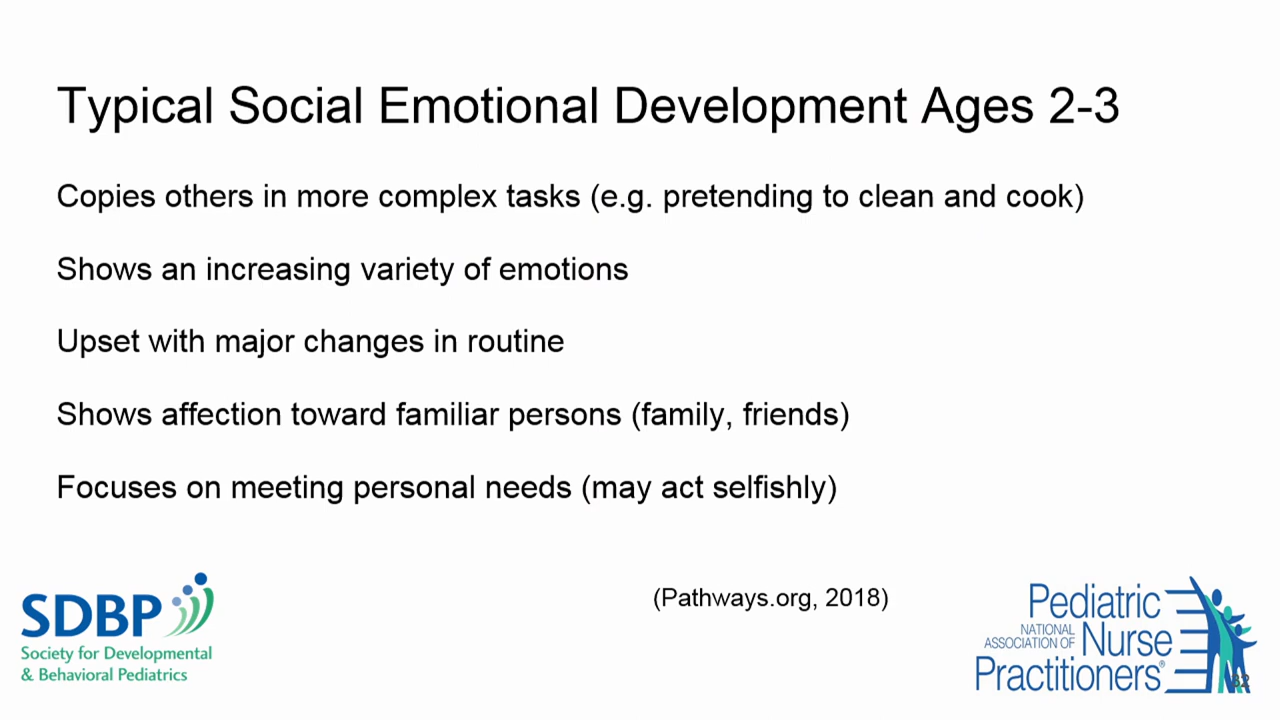 Typical Social Emotional Development Ages 2-3
Copies others in more complex tasks (e.g. pretending to clean and cook)
Shows an increasing variety of emotions
Upset with major changes in routine
Shows affection toward familiar persons (family, friends)
Focuses on meeting personal needs (may act selfishly)
(Pathways.org, 2018)
SDBP
Society for Developmental
& Behavioral Pediatrics
Pediatric
NATIONAL
ASSOCIATION OF
Nurse
Practitioners®
32